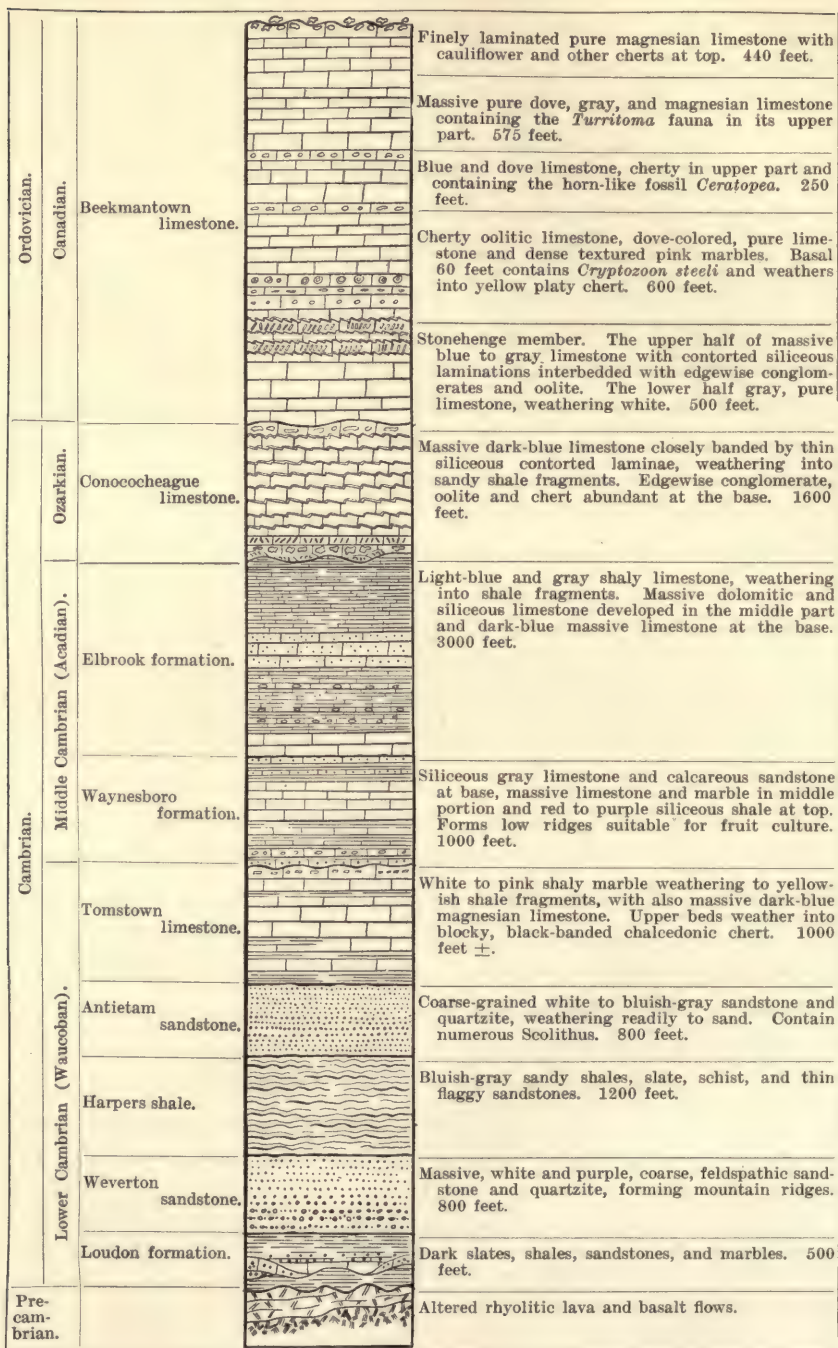 Ordovician.
Canadian.
Beekmantown
limestone.
Finely laminated pure magnesian limestone with
cauliflower and other cherts at top. 440 feet.
Massive pure dove, gray, and magnesian limestone
containing the Turritoma fauna in its upper
part. 575 feet.
Blue and dove limestone, cherty in upper part and
containing the horn-like fossil Ceratopea. 250
feet.
Cherty oolitic limestone, dove-colored, pure lime-
stone and dense textured pink marbles. Basal
60 feet contains Cryptozoon steeli and weathers
into yellow platy chert. 600 feet.
Stonehenge member. The upper half of massive
blue to gray limestone with contorted siliceous
laminations interbedded with edgewise conglom-
erates and oolite. The lower half gray, pure
limestone, weathering white. 500 feet.
Cambrian.
Ozarkian.
Conococheague
limestone.
Massive dark-blue limestone closely banded by thin
siliceous contorted laminae, weathering into
sandy shale fragments. Edgewise conglomerate,
oolite and chert abundant at the base. 1600
feet.
Middle Cambrian (Acadian).
Elbrook formation.
Light-blue and gray shaly limestone, weathering
into shale fragments. Massive dolomitic and
siliceous limestone developed in the middle part
and dark-blue massive limestone at the base.
3000 feet.
Waynesboro
formation.
Siliceous gray limestone and calcareous sandstone
at base, massive limestone and marble in middle
portion and red to purple siliceous shale at top.
Forms low ridges suitable for fruit culture.
1000 feet.
Lower Cambrian (Waucoban).
Tomstown
limestone.
White to pink shaly marble weathering to yellow-
ish shale fragments, with also massive dark-blue
magnesian limestone. Upper beds weather into
blocky, black-banded chalcedonic chert. 1000
feet ±.
Antietam
sandstone.
Coarse-grained white to bluish-gray sandstone and
quartzite, weathering readily to sand. Contain
numerous Scolithus. 800 feet.
Harpers shale.
Bluish-gray sandy shales, slate, schist, and thin
flaggy sandstones. 1200 feet.
Weverton
sandstone.
Massive, white and purple, coarse, feldspathic sand-
stone and quartzite, forming mountain ridges.
800 feet.
Loudon formation.
Dark slates, shales, sandstones, and marbles. 500
feet.
Pre-
cam-
brian.
Altered rhyolitic lava and basalt flows.